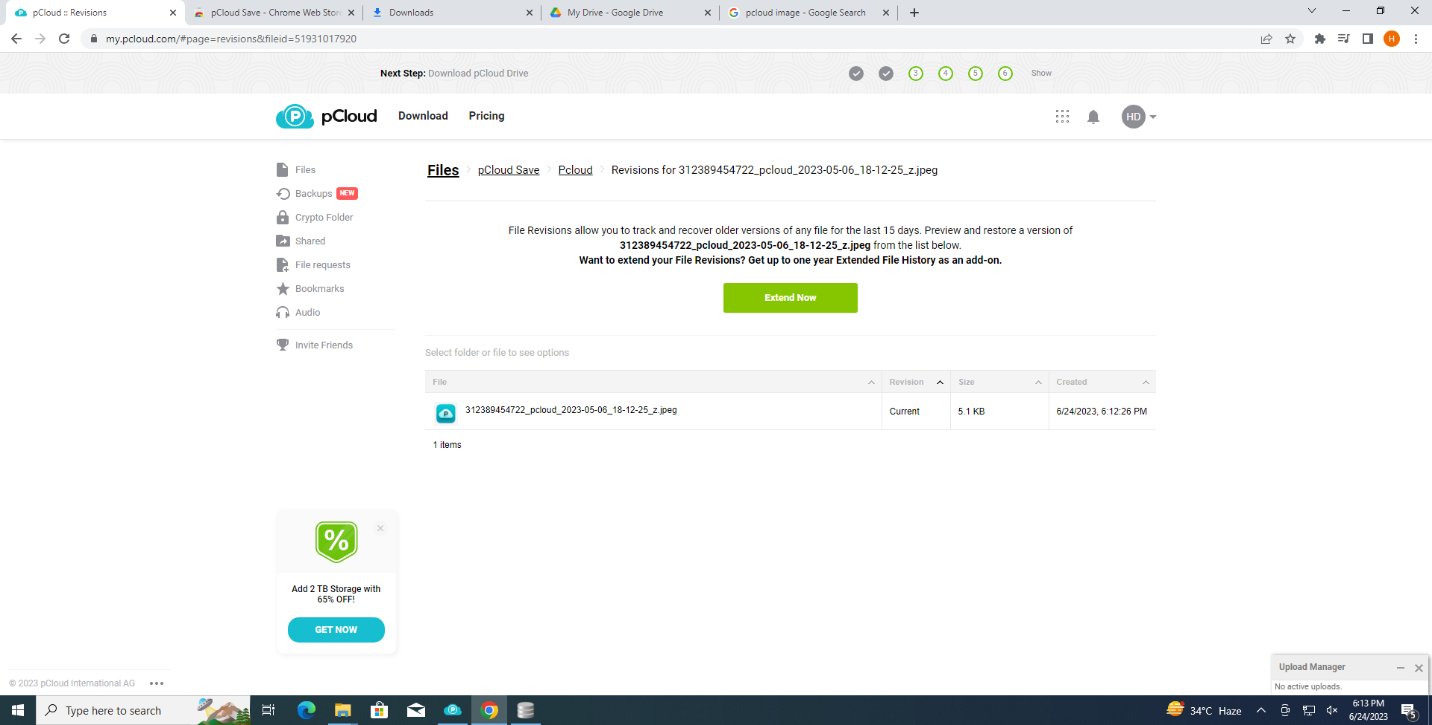 pCloud :: Revisions
pCloud Save - Chrome Web Stor
Downloads
My Drive - Google Drive
pcloud image - Google Search
my.pcloud.com/#page=revisions&fileid=51931017920
H
Next Step: Download pCloud Drive
3 4 5 6 Show
pCloud Download Pricing
HD
Files
Backups NEW
Crypto Folder
Shared
File requests
Bookmarks
Audio
Invite Friends
Files pCloud Save Pcloud Revisions for 312389454722_pcloud_2023-05-06_18-12-25_z.jpeg
File Revisions allow you to track and recover older versions of any file for the last 15 days. Preview and restore a version of
312389454722_pcloud_2023-05-06_18-12-25_z.jpeg from the list below.
Want to extend your File Revisions? Get up to one year Extended File History as an add-on.
Extend Now
Select folder or file to see options
File Revision Size Created
312389454722_pcloud_2023-05-06_18-12-25_z.jpeg Current 5.1 KB 6/24/2023, 6:12:26 PM
1 items
%
Add 2 TB Storage with
65% OFF!
GET NOW
© 2023 pCloud International AG
Upload Manager
No active uploads.
Type here to search
34°C Haze
6:13 PM
6/24/2023
5